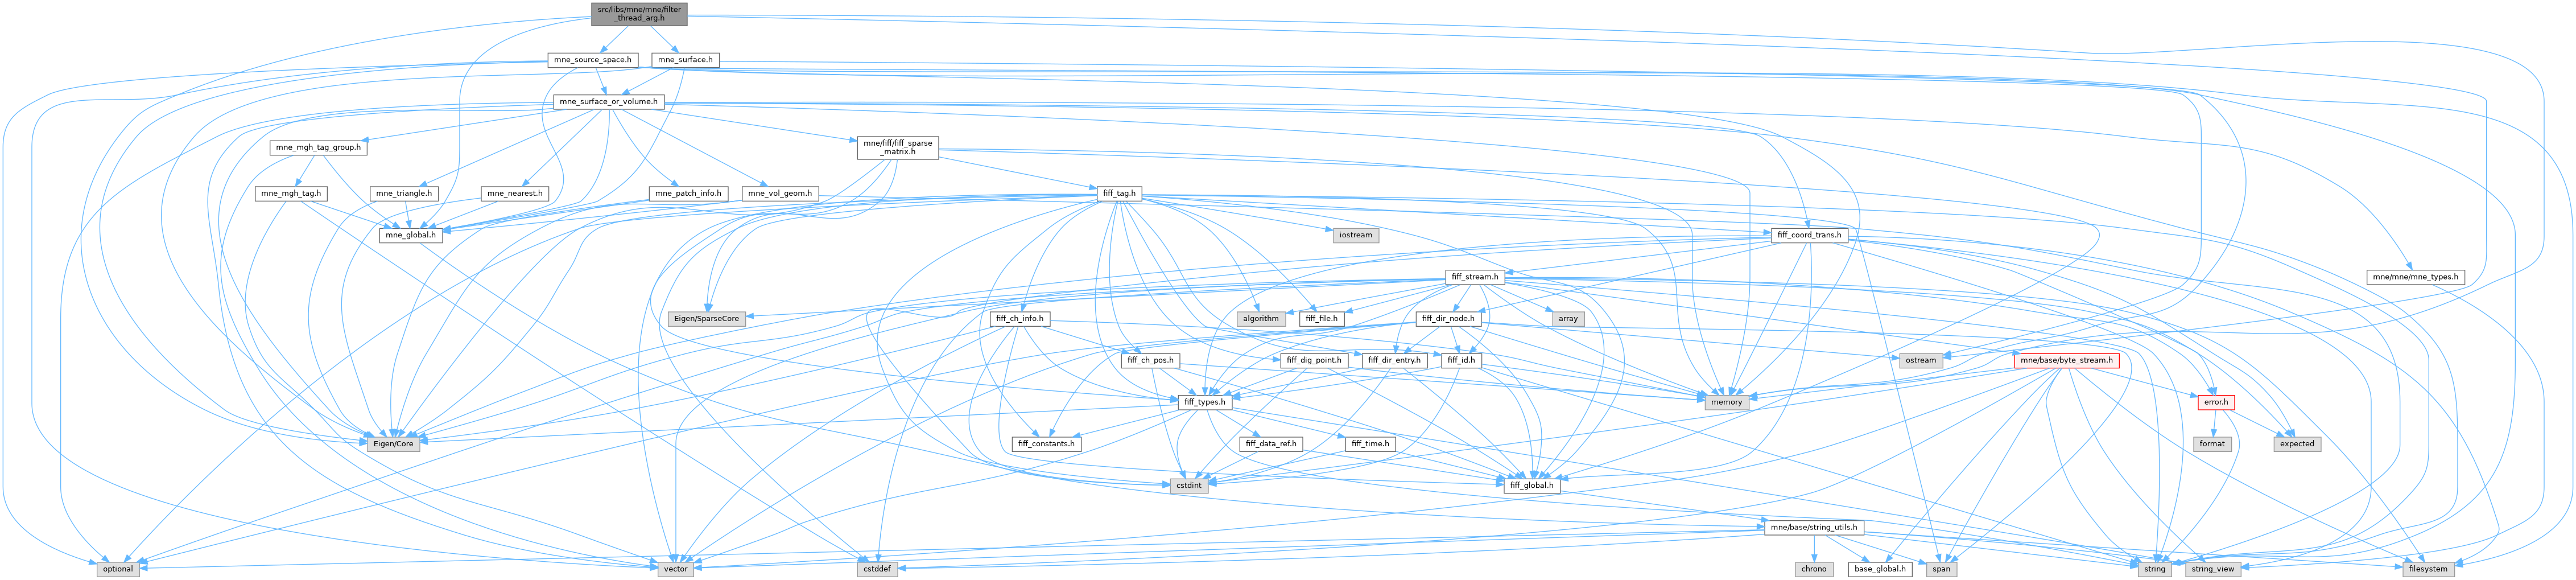 src/libs/mne/mne/filter
_thread_arg.h
mne_source_space.h
mne_surface.h
mne_surface_or_volume.h
mne_mgh_tag_group.h
mne/fiff/fiff_sparse
_matrix.h
mne_mgh_tag.h
mne_triangle.h
mne_nearest.h
mne_patch_info.h
mne_vol_geom.h
fiff_tag.h
mne_global.h
iostream
fiff_coord_trans.h
fiff_stream.h
mne/mne/mne_types.h
Eigen/SparseCore
fiff_ch_info.h
algorithm
fiff_file.h
fiff_dir_node.h
array
fiff_ch_pos.h
fiff_dig_point.h
fiff_dir_entry.h
fiff_id.h
ostream
mne/base/byte_stream.h
fiff_types.h
memory
error.h
Eigen/Core
fiff_constants.h
fiff_data_ref.h
fiff_time.h
format
expected
cstdint
fiff_global.h
mne/base/string_utils.h
optional
vector
cstddef
chrono
base_global.h
span
string
string_view
filesystem